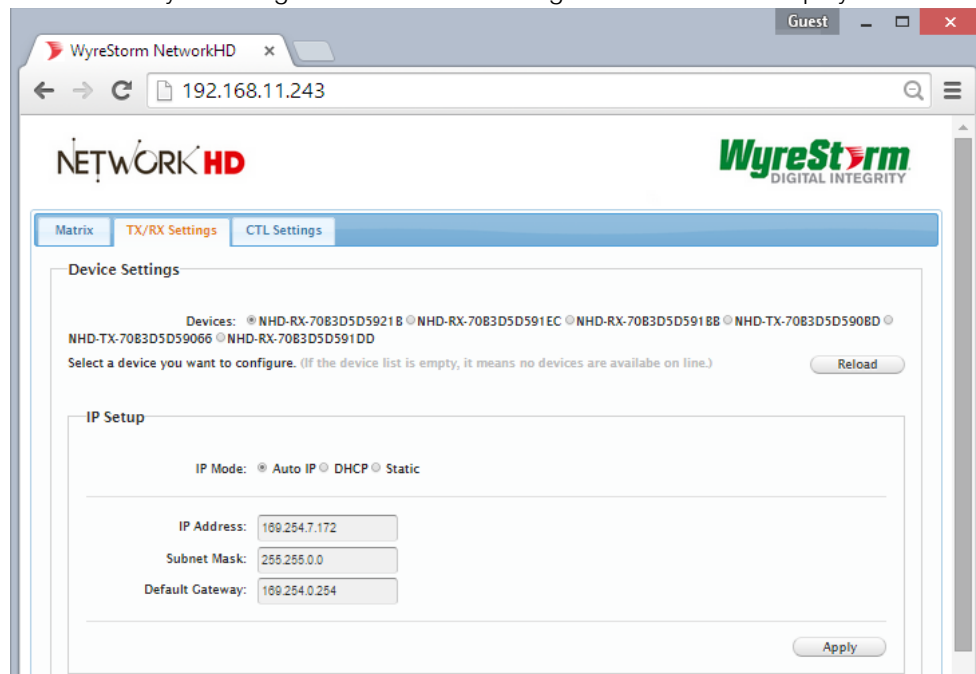 Guest
WyreStorm NetworkHD
192.168.11.243
NETWORK HD
WyreStorm
DIGITAL INTEGRITY
Matrix TX/RX Settings CTL Settings
Device Settings
Devices: NHD-RX-70B3D5D5921B NHD-RX-70B3D5D591EC NHD-RX-70B3D5D591BB NHD-TX-70B3D5D590BD
NHD-TX-70B3D5D59066 NHD-RX-70B3D5D591DD
Select a device you want to configure. (If the device list is empty, it means no devices are availabe on line.) Reload
IP Setup
IP Mode: Auto IP DHCP Static
IP Address: 169.254.7.172
Subnet Mask: 255.255.0.0
Default Gateway: 169.254.0.254
Apply